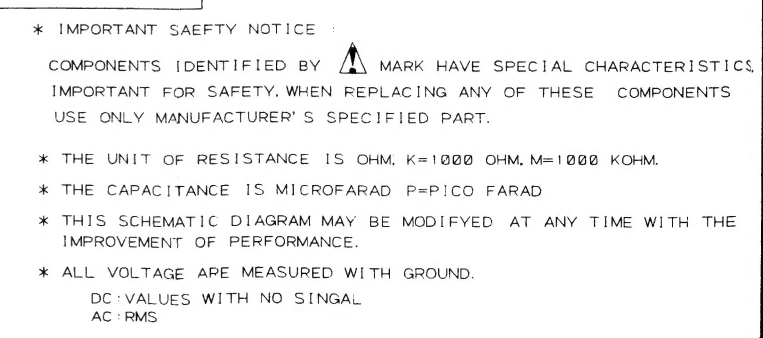 * IMPORTANT SAEFTY NOTICE :
COMPONENTS IDENTIFIED BY ⚠ MARK HAVE SPECIAL CHARACTERISTICS,
IMPORTANT FOR SAFETY, WHEN REPLACING ANY OF THESE COMPONENTS
USE ONLY MANUFACTURER'S SPECIFIED PART.
* THE UNIT OF RESISTANCE IS OHM, K=1000 OHM, M=1000 KOHM.
* THE CAPACITANCE IS MICROFARAD P=PICO FARAD
* THIS SCHEMATIC DIAGRAM MAY BE MODIFYED AT ANY TIME WITH THE
IMPROVEMENT OF PERFORMANCE.
* ALL VOLTAGE ARE MEASURED WITH GROUND.
DC:VALUES WITH NO SINGAL
AC:RMS